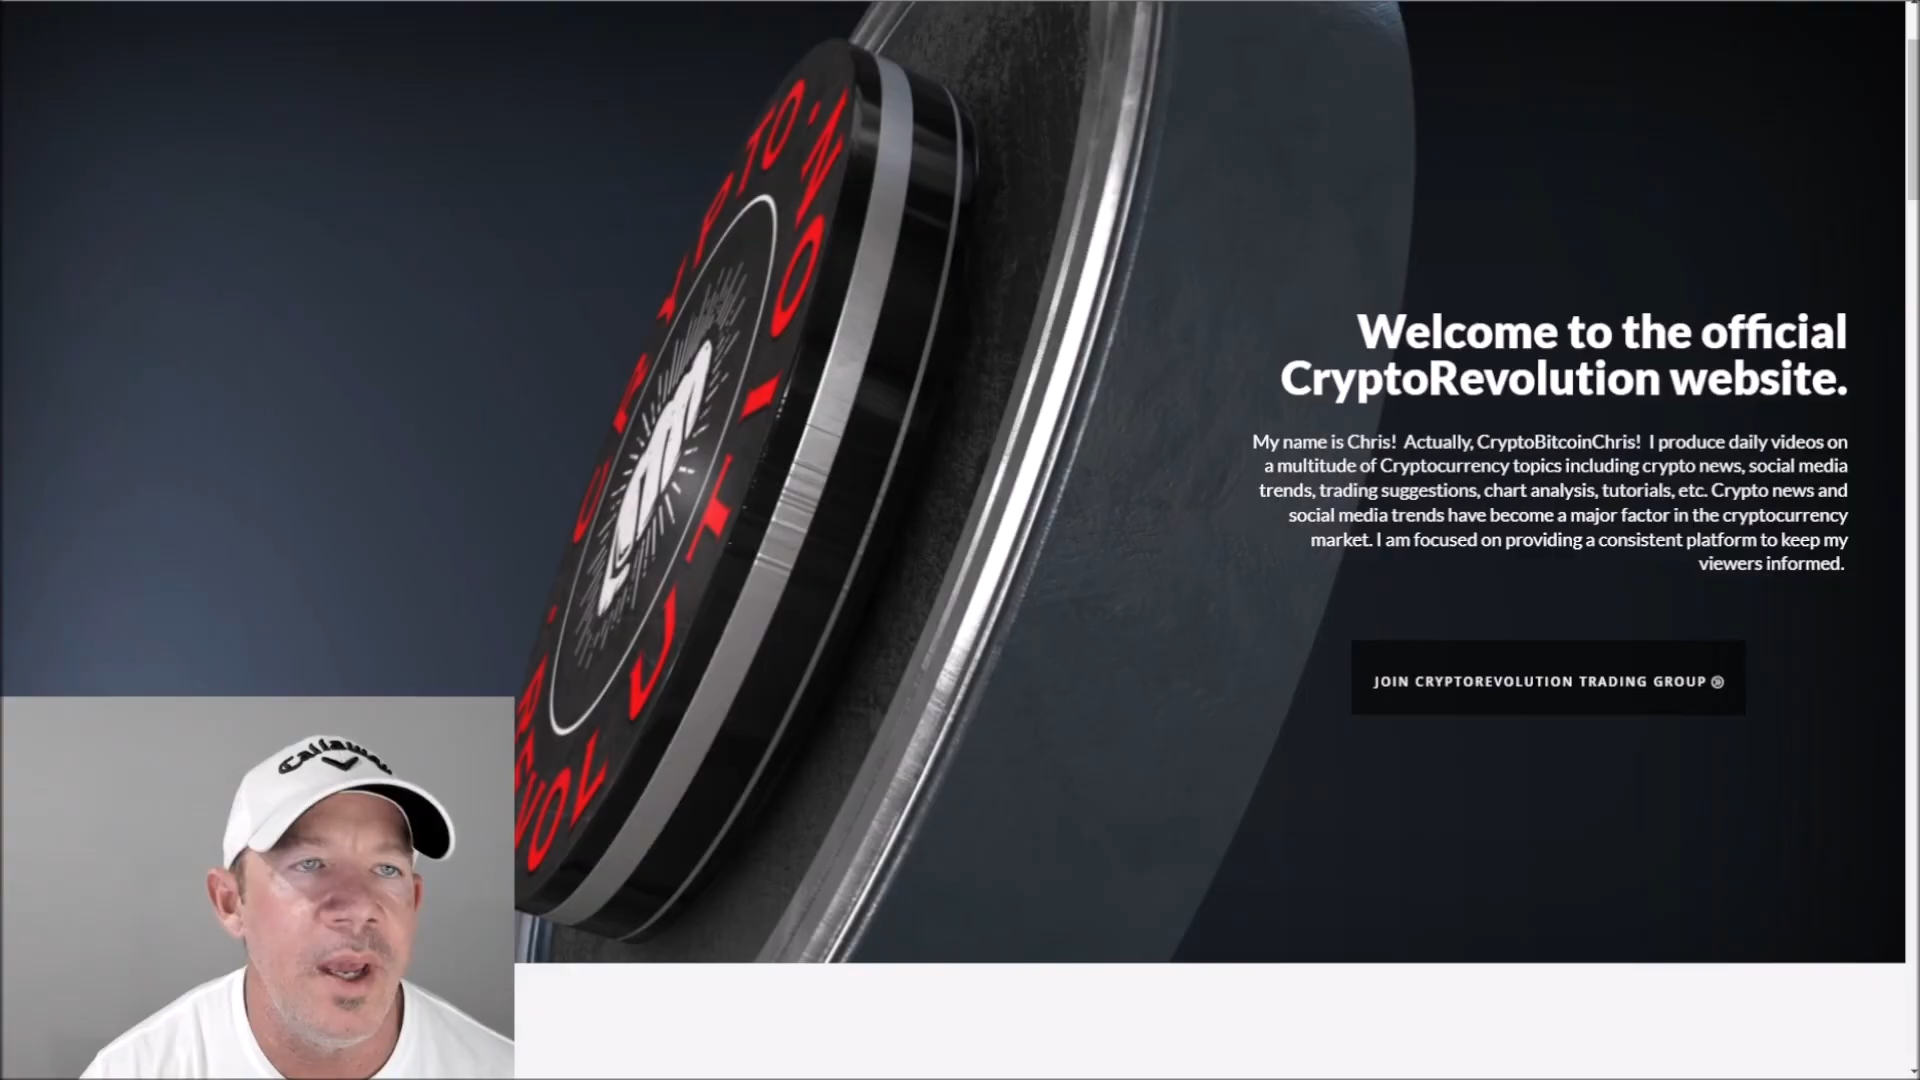 CRYPTO·
REVOLUTION·
Welcome to the official
CryptoRevolution website.
My name is Chris!  Actually, CryptoBitcoinChris!  I produce daily videos on
a multitude of Cryptocurrency topics including crypto news, social media
trends, trading suggestions, chart analysis, tutorials, etc. Crypto news and
social media trends have become a major factor in the cryptocurrency
market. I am focused on providing a consistent platform to keep my
viewers informed.
JOIN CRYPTOREVOLUTION TRADING GROUP
Callaway